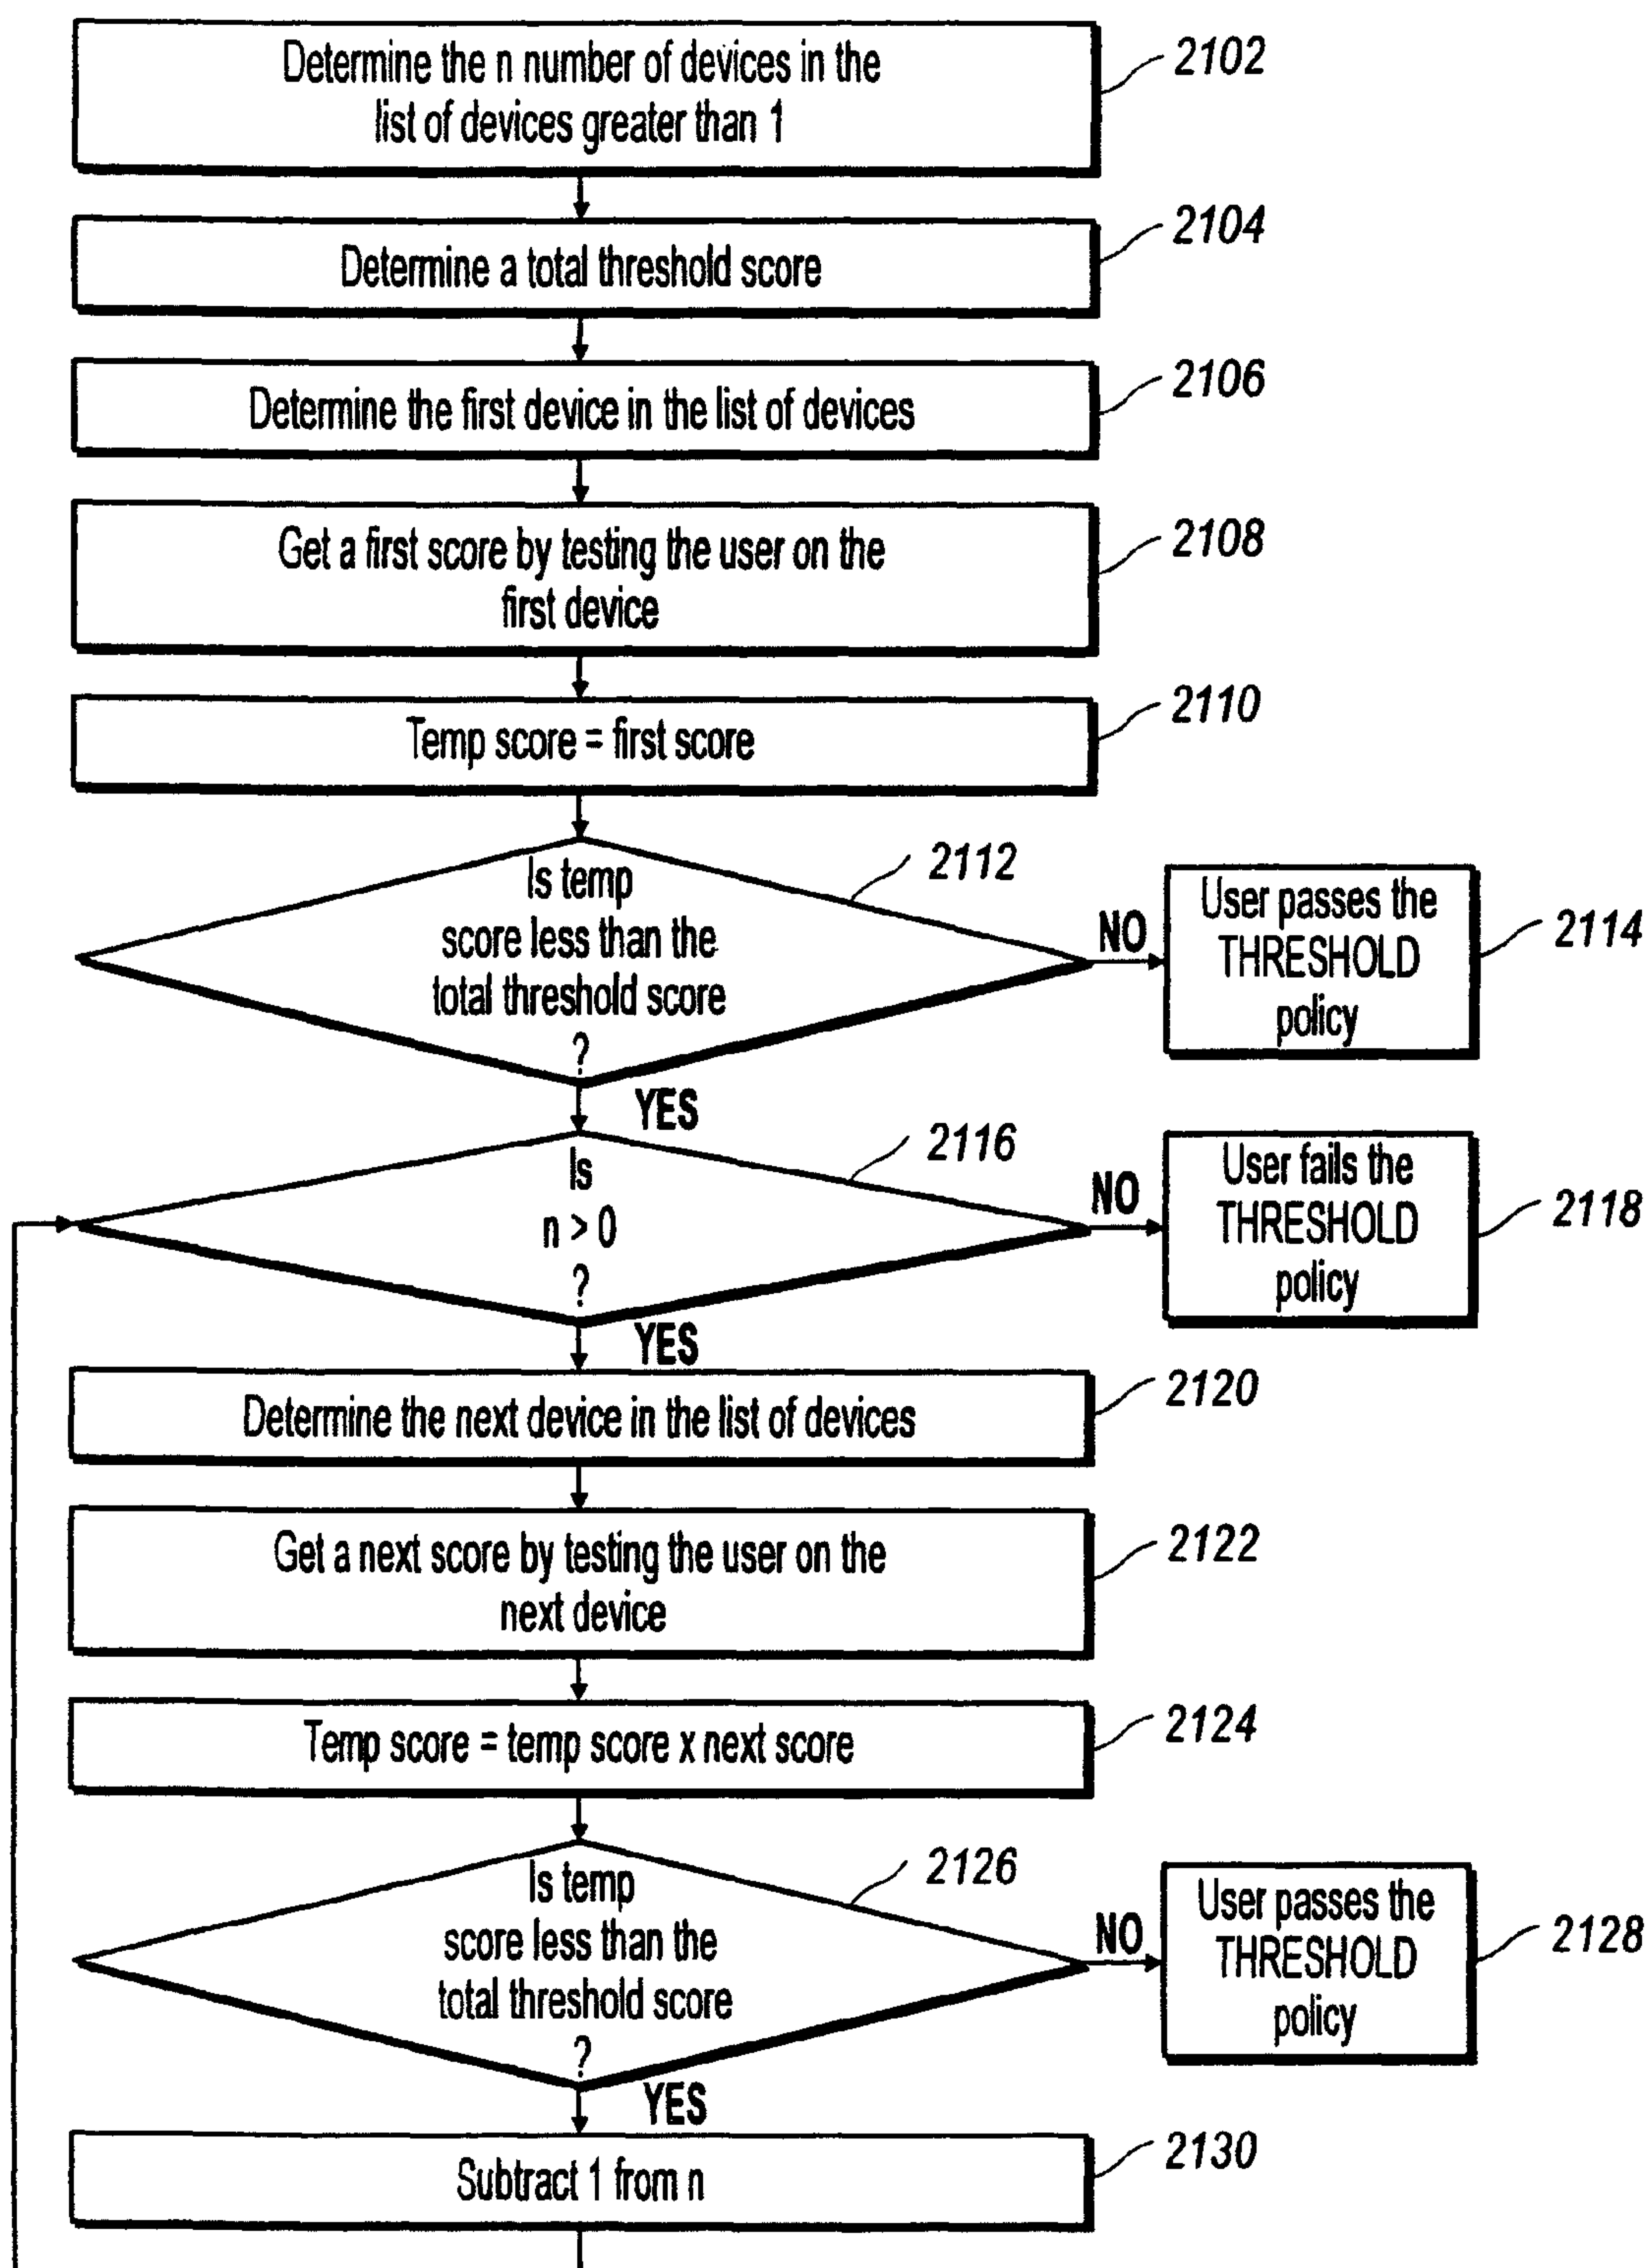 Determine the n number of devices in the
list of devices greater than 1
2102
Determine a total threshold score
2104
Determine the first device in the list of devices
2106
Get a first score by testing the user on the
first device
2108
Temp score = first score
2110
Is temp
score less than the
total threshold score
?
2112
NO
User passes the
THRESHOLD
policy
2114
YES
Is
n > 0
?
2116
NO
User fails the
THRESHOLD
policy
2118
YES
Determine the next device in the list of devices
2120
Get a next score by testing the user on the
next device
2122
Temp score = temp score x next score
2124
Is temp
score less than the
total threshold score
?
2126
NO
User passes the
THRESHOLD
policy
2128
YES
Subtract 1 from n
2130